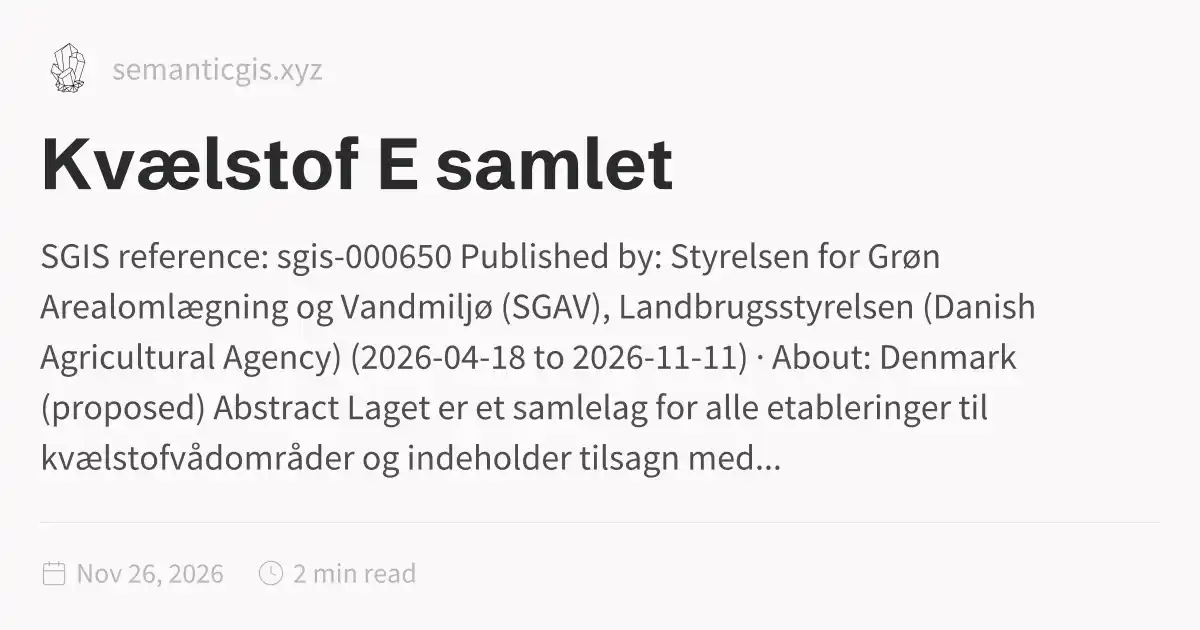 semanticgis.xyz
Kvælstof E samlet
SGIS reference: sgis-000650 Published by: Styrelsen for Grøn
Arealomlægning og Vandmiljø (SGAV), Landbrugsstyrelsen (Danish
Agricultural Agency) (2026-04-18 to 2026-11-11) · About: Denmark
(proposed) Abstract Laget er et samlelag for alle etableringer til
kvælstofvådområder og indeholder tilsagn med...
Nov 26, 2026 2 min read